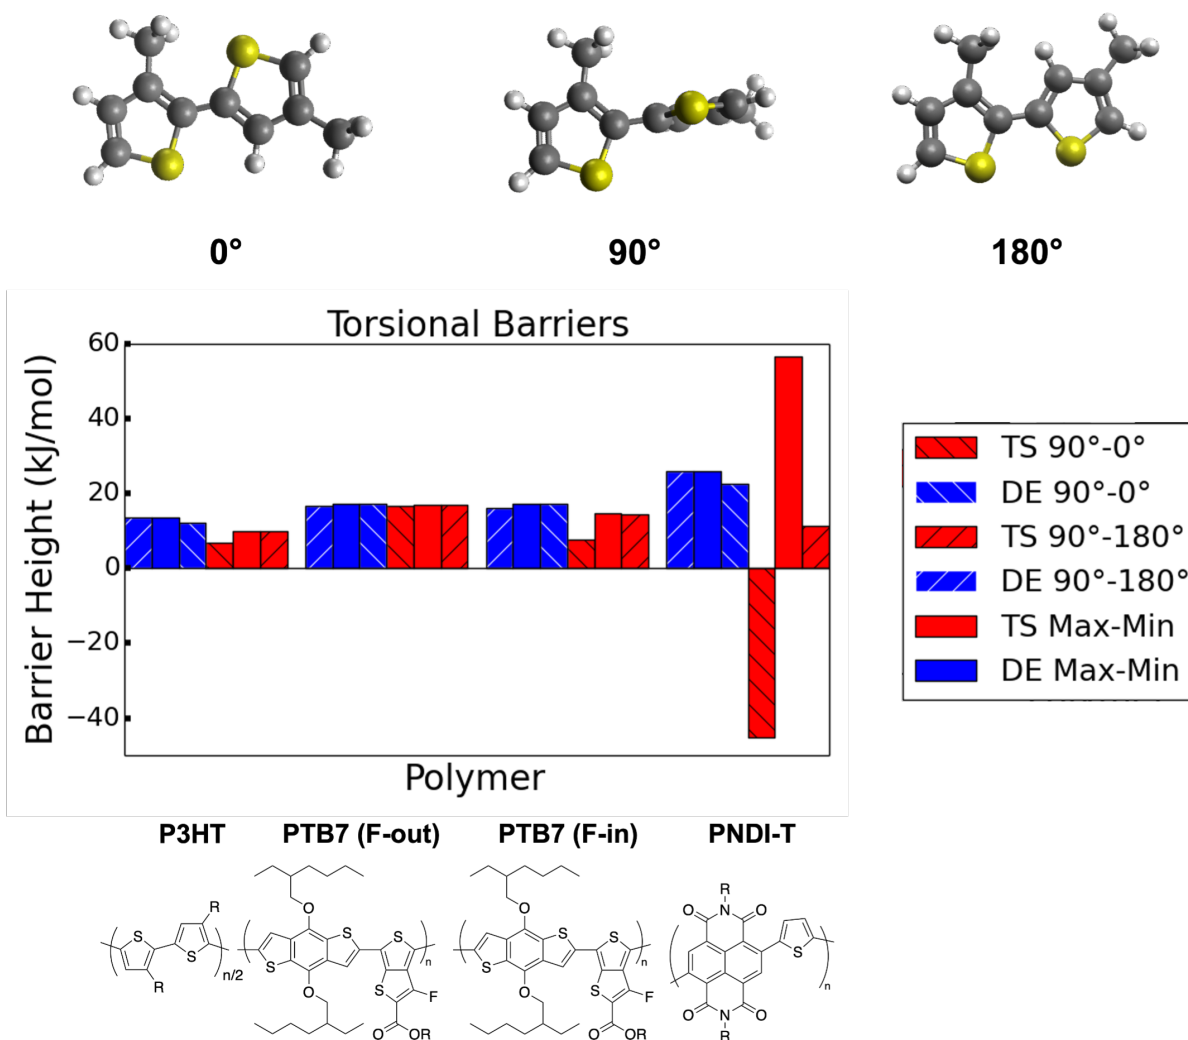 0°
90°
180°
Torsional Barriers
Barrier Height (kJ/mol)
60
40
20
0
−20
−40
Polymer
TS 90°-0°
DE 90°-0°
TS 90°-180°
DE 90°-180°
TS Max-Min
DE Max-Min
P3HT
PTB7 (F-out)
PTB7 (F-in)
PNDI-T
S
R
S
R
n/2
O
S
S
S
n
S
F
O
O
OR
O
S
S
S
n
S
F
O
O
OR
R
O
N
O
S
n
O
N
O
R